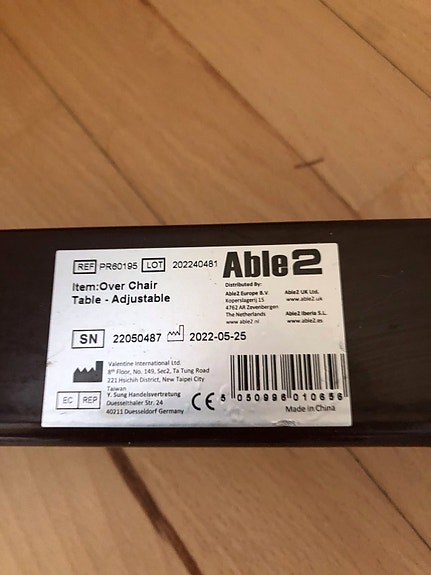 REF PR60195 LOT 202240481
Able2
Item:Over Chair
Table - Adjustable
Distributed By:
Able2 Europe B.V
Koperslagerij 15
4762 AR Zevenbergen
The Netherlands
www.able2.nl
Able2 UK Ltd.
www.able2.uk
Able2 Iberia S.L.
www.able2.es
SN 22050487 2022-05-25
Valentine International Ltd.
8th Floor, No. 149, Sec2, Ta Tung Road
221 Hsichih District, New Taipei City
Taiwan
EC REP
Y. Sung Handelsvertretung
Duesselthaler Str. 24
40211 Duesseldorf Germany
CE
5 050996 010656
Made in China